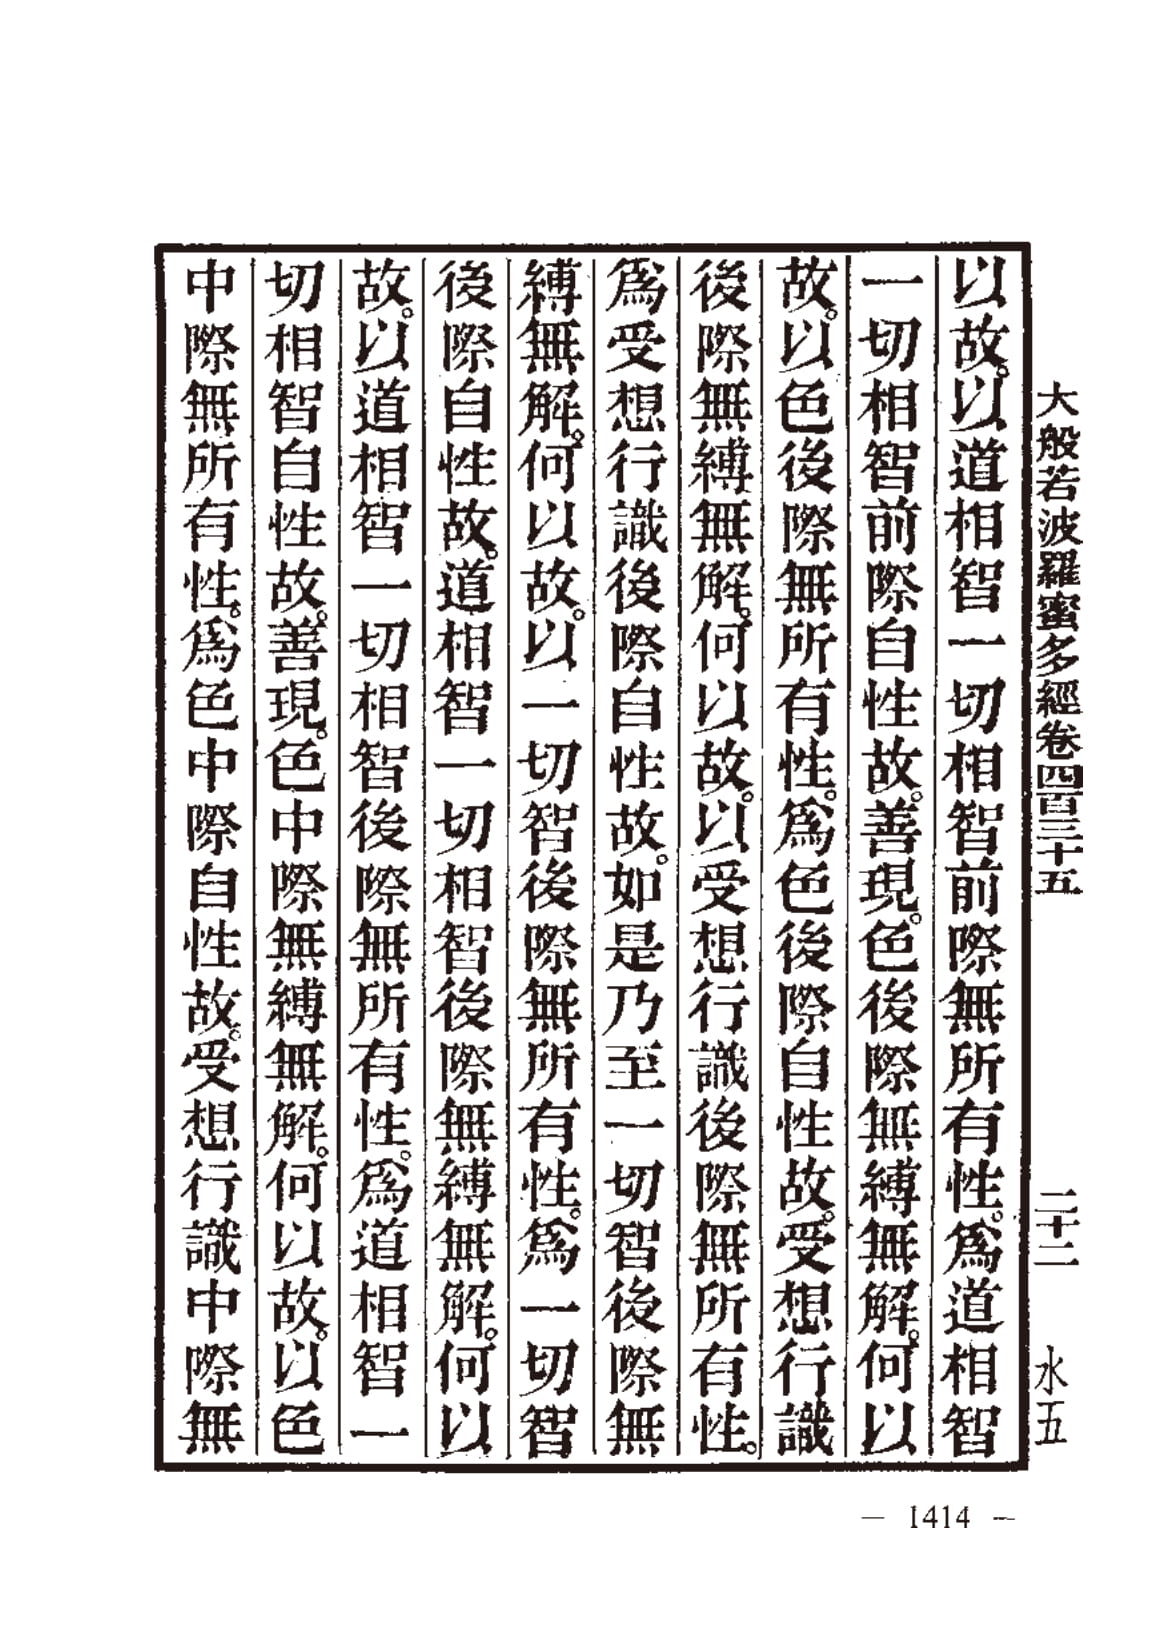 大般若波羅蜜多經卷四百三十五 二十二 水五
以故。以道相智一切相智前際無所有性。爲道相智
一切相智前際自性故。善現。色後際無縛無解。何以
故。以色後際無所有性。爲色後際自性故。受想行識
後際無縛無解。何以故。以受想行識後際無所有性。
爲受想行識後際自性故。如是乃至一切智後際無
縛無解。何以故。以一切智後際無所有性。爲一切智
後際自性故。道相智一切相智後際無縛無解。何以
故。以道相智一切相智後際無所有性。爲道相智一
切相智自性故。善現。色中際無縛無解。何以故。以色
中際無所有性。爲色中際自性故。受想行識中際無
— 1414 —